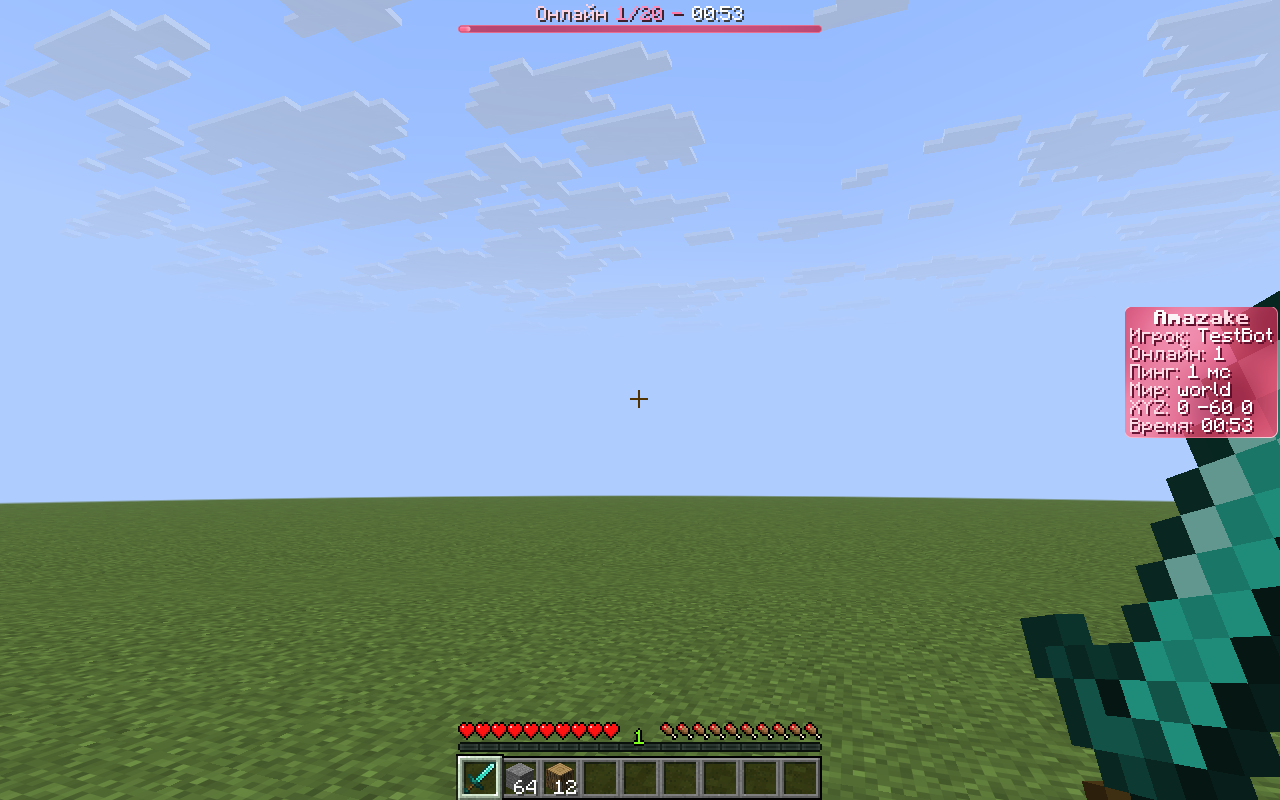 Онлайн 1/20 - 00:53
Amazake
Игрок: TestBot
Онлайн: 1
Пинг: 1 мс
Мир: world
XYZ: 0 -60 0
Время: 00:53
1
64 12